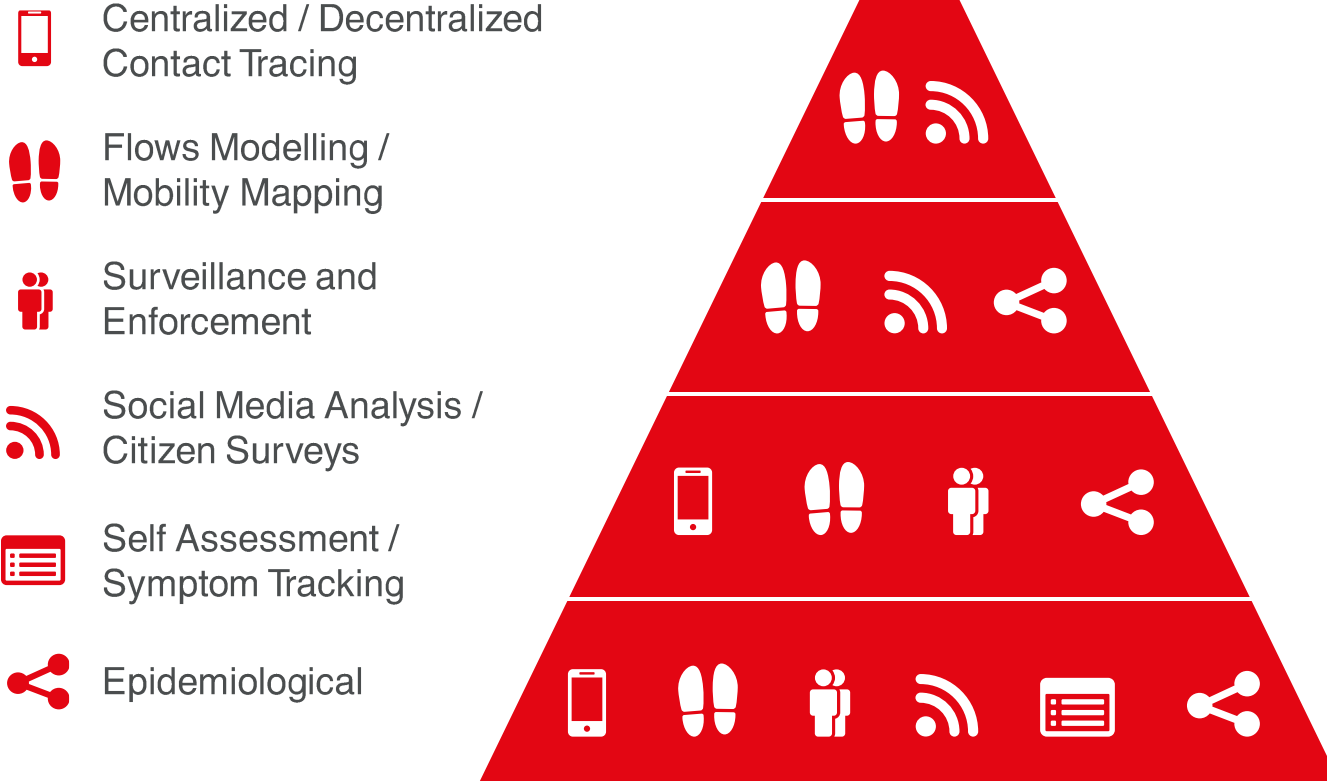 Centralized / Decentralized
Contact Tracing
Flows Modelling /
Mobility Mapping
Surveillance and
Enforcement
Social Media Analysis /
Citizen Surveys
Self Assessment /
Symptom Tracking
Epidemiological